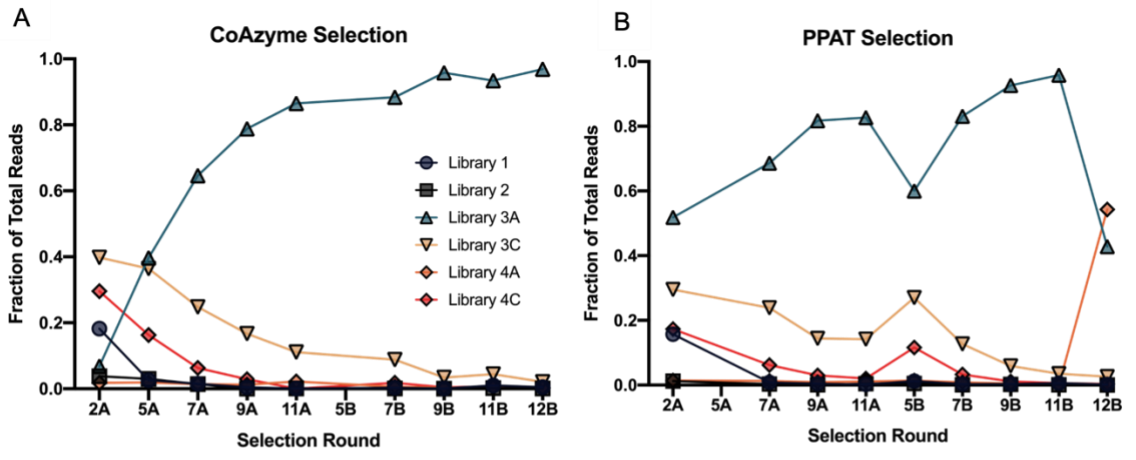 A
CoAzyme Selection
Fraction of Total Reads
1.0
0.8
0.6
0.4
0.2
0.0
2A 5A 7A 9A 11A 5B 7B 9B 11B 12B
Selection Round
Library 1
Library 2
Library 3A
Library 3C
Library 4A
Library 4C
B
PPAT Selection
Fraction of Total Reads
1.0
0.8
0.6
0.4
0.2
0.0
2A 5A 7A 9A 11A 5B 7B 9B 11B 12B
Selection Round